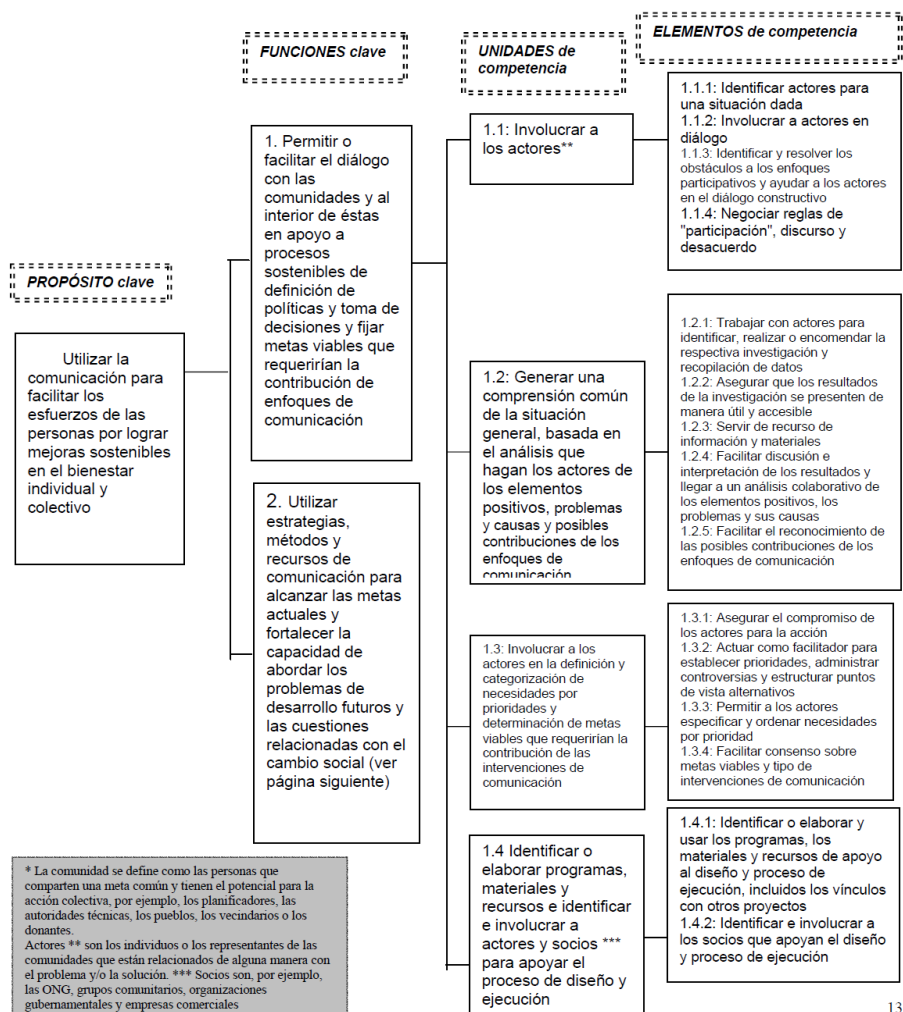 FUNCIONES clave
UNIDADES de
competencia
ELEMENTOS de competencia
PROPÓSITO clave
Utilizar la
comunicación para
facilitar los
esfuerzos de las
personas por lograr
mejoras sostenibles
en el bienestar
individual y
colectivo
1. Permitir o
facilitar el diálogo
con las
comunidades y al
interior de éstas
en apoyo a
procesos
sostenibles de
definición de
políticas y toma de
decisiones y fijar
metas viables que
requerirían la
contribución de
enfoques de
comunicación
2. Utilizar
estrategias,
métodos y
recursos de
comunicación para
alcanzar las metas
actuales y
fortalecer la
capacidad de
abordar los
problemas de
desarrollo futuros y
las cuestiones
relacionadas con el
cambio social (ver
página siguiente)
1.1: Involucrar a
los actores**
1.2: Generar una
comprensión común
de la situación
general, basada en
el análisis que
hagan los actores de
los elementos
positivos, problemas
y causas y posibles
contribuciones de los
enfoques de
comunicación
1.3: Involucrar a los
actores en la definición y
categorización de
necesidades por
prioridades y
determinación de metas
viables que requerirían la
contribución de las
intervenciones de
comunicación
1.4 Identificar o
elaborar programas,
materiales y
recursos e identificar
e involucrar a
actores y socios ***
para apoyar el
proceso de diseño y
ejecución
1.1.1: Identificar actores para
una situación dada
1.1.2: Involucrar a actores en
diálogo
1.1.3: Identificar y resolver los
obstáculos a los enfoques
participativos y ayudar a los actores
en el diálogo constructivo
1.1.4: Negociar reglas de
"participación", discurso y
desacuerdo
1.2.1: Trabajar con actores para
identificar, realizar o encomendar la
respectiva investigación y
recopilación de datos
1.2.2: Asegurar que los resultados
de la investigación se presenten de
manera útil y accesible
1.2.3: Servir de recurso de
información y materiales
1.2.4: Facilitar discusión e
interpretación de los resultados y
llegar a un análisis colaborativo de
los elementos positivos, los
problemas y sus causas
1.2.5: Facilitar el reconocimiento de
las posibles contribuciones de los
enfoques de comunicación
1.3.1: Asegurar el compromiso de
los actores para la acción
1.3.2: Actuar como facilitador para
establecer prioridades, administrar
controversias y estructurar puntos
de vista alternativos
1.3.3: Permitir a los actores
especificar y ordenar necesidades
por prioridad
1.3.4: Facilitar consenso sobre
metas viables y tipo de
intervenciones de comunicación
1.4.1: Identificar o elaborar y
usar los programas, los
materiales y recursos de apoyo
al diseño y proceso de
ejecución, incluidos los vínculos
con otros proyectos
1.4.2: Identificar e involucrar a
los socios que apoyan el diseño
y proceso de ejecución
* La comunidad se define como las personas que
comparten una meta común y tienen el potencial para la
acción colectiva, por ejemplo, los planificadores, las
autoridades técnicas, los pueblos, los vecindarios o los
donantes.
Actores ** son los individuos o los representantes de las
comunidades que están relacionados de alguna manera con
el problema y/o la solución. *** Socios son, por ejemplo,
las ONG, grupos comunitarios, organizaciones
gubernamentales y empresas comerciales
13